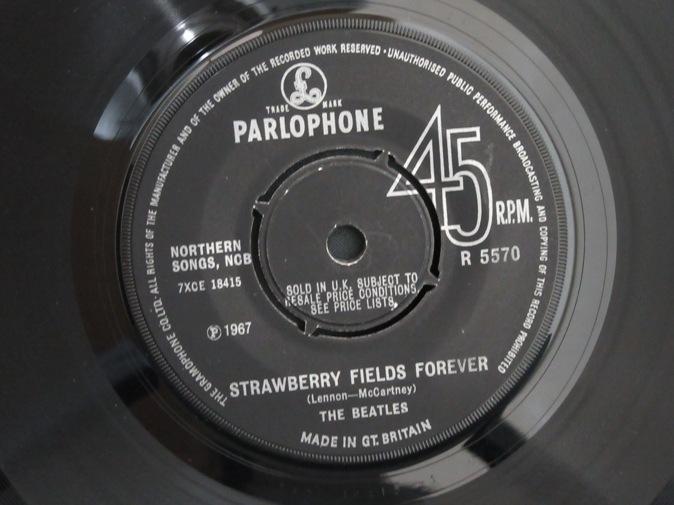 THE GRAMOPHONE CO.LTD. ALL RIGHTS OF THE MANUFACTURER AND OF THE OWNER OF THE RECORDED WORK RESERVED · UNAUTHORISED PUBLIC PERFORMANCE BROADCASTING AND COPYING OF THIS RECORD PROHIBITED
£
TRADE MARK
PARLOPHONE
45
R.P.M.
R 5570
NORTHERN
SONGS, NCB
7XCE 18415
SOLD IN U.K. SUBJECT TO
RESALE PRICE CONDITIONS,
SEE PRICE LISTS
℗ 1967
STRAWBERRY FIELDS FOREVER
(Lennon—McCartney)
THE BEATLES
MADE IN GT. BRITAIN